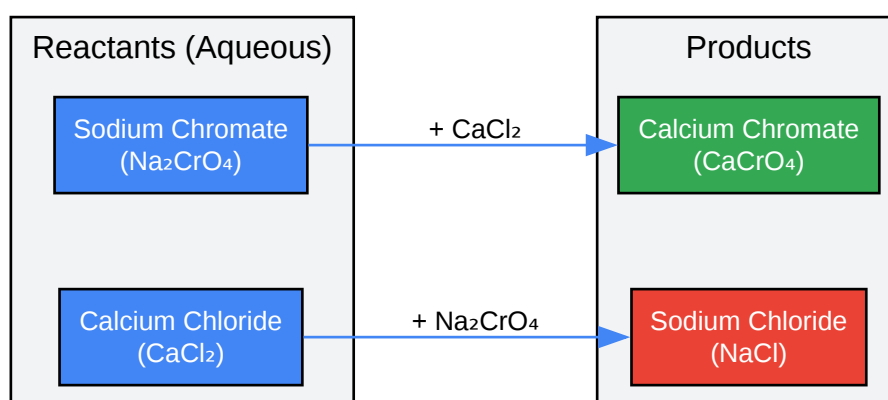 Reactants (Aqueous)
Products
Sodium Chromate
(Na₂CrO₄)
+ CaCl₂
Calcium Chromate
(CaCrO₄)
Calcium Chloride
(CaCl₂)
+ Na₂CrO₄
Sodium Chloride
(NaCl)